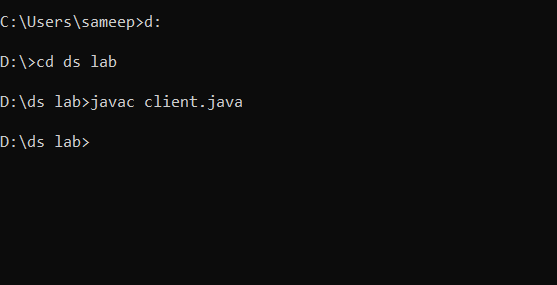 C:\Users\sameep>d:
D:\>cd ds lab
D:\ds lab>javac client.java
D:\ds lab>